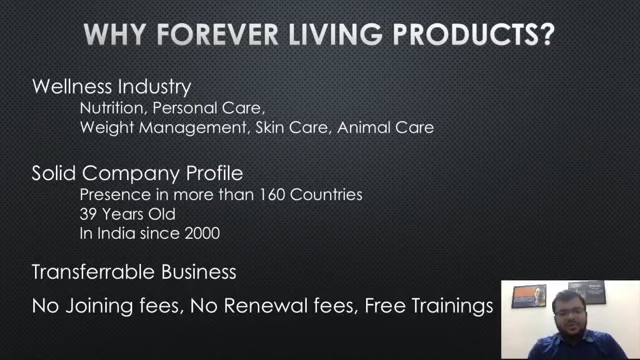 WHY FOREVER LIVING PRODUCTS?
Wellness Industry
Nutrition, Personal Care,
Weight Management, Skin Care, Animal Care
Solid Company Profile
Presence in more than 160 Countries
39 Years Old
In India since 2000
Transferrable Business
No Joining fees, No Renewal fees, Free Trainings